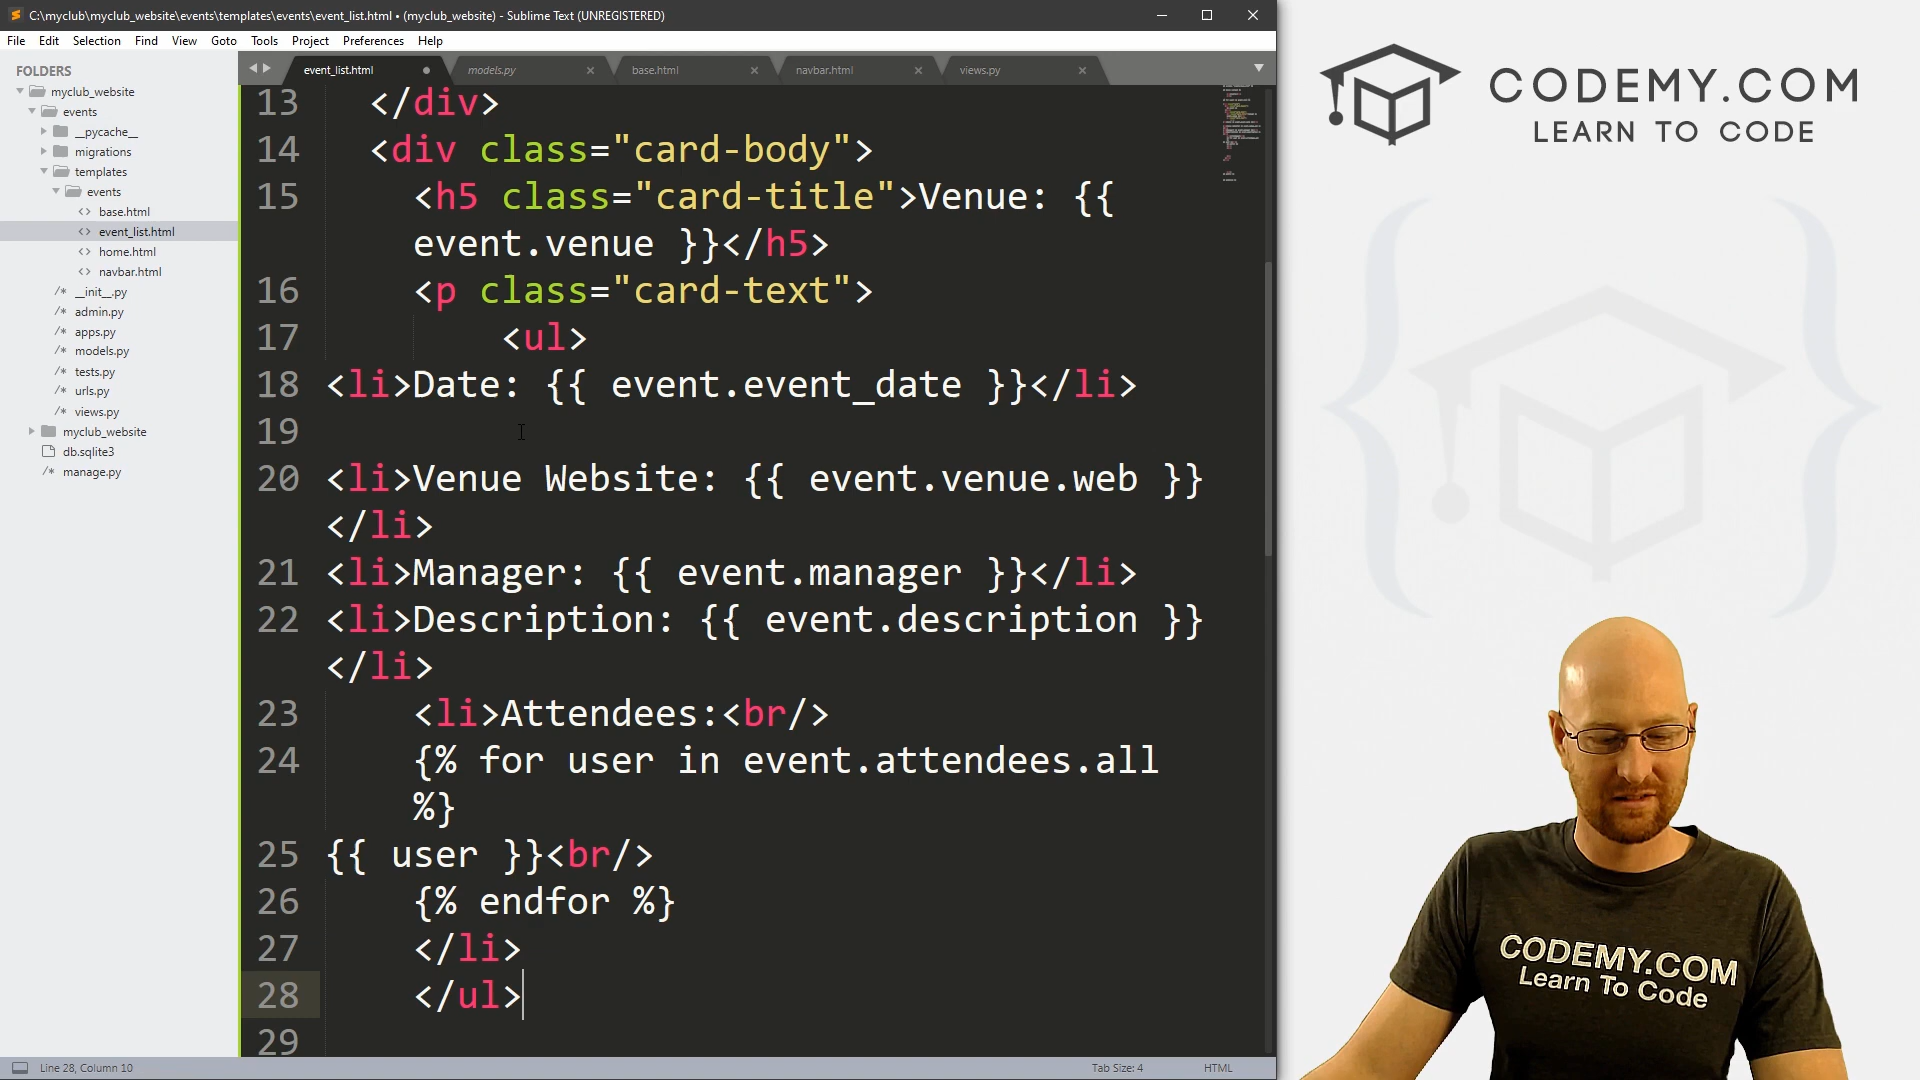 C:\myclub\myclub_website\events\templates\events\event_list.html • (myclub_website) - Sublime Text (UNREGISTERED)
File Edit Selection Find View Goto Tools Project Preferences Help
FOLDERS
myclub_website
events
__pycache__
migrations
templates
events
base.html
event_list.html
home.html
navbar.html
__init__.py
admin.py
apps.py
models.py
tests.py
urls.py
views.py
myclub_website
db.sqlite3
manage.py
event_list.html models.py base.html navbar.html views.py
13 </div>
14 <div class="card-body">
15 <h5 class="card-title">Venue: {{
event.venue }}</h5>
16 <p class="card-text">
17 <ul>
18 <li>Date: {{ event.event_date }}</li>
19
20 <li>Venue Website: {{ event.venue.web }}
</li>
21 <li>Manager: {{ event.manager }}</li>
22 <li>Description: {{ event.description }}
</li>
23 <li>Attendees:<br/>
24 {% for user in event.attendees.all
%}
25 {{ user }}<br/>
26 {% endfor %}
27 </li>
28 </ul>
29
Line 28, Column 10
Tab Size: 4
HTML
CODEMY.COM
LEARN TO CODE
CODEMY.COM
Learn To Code